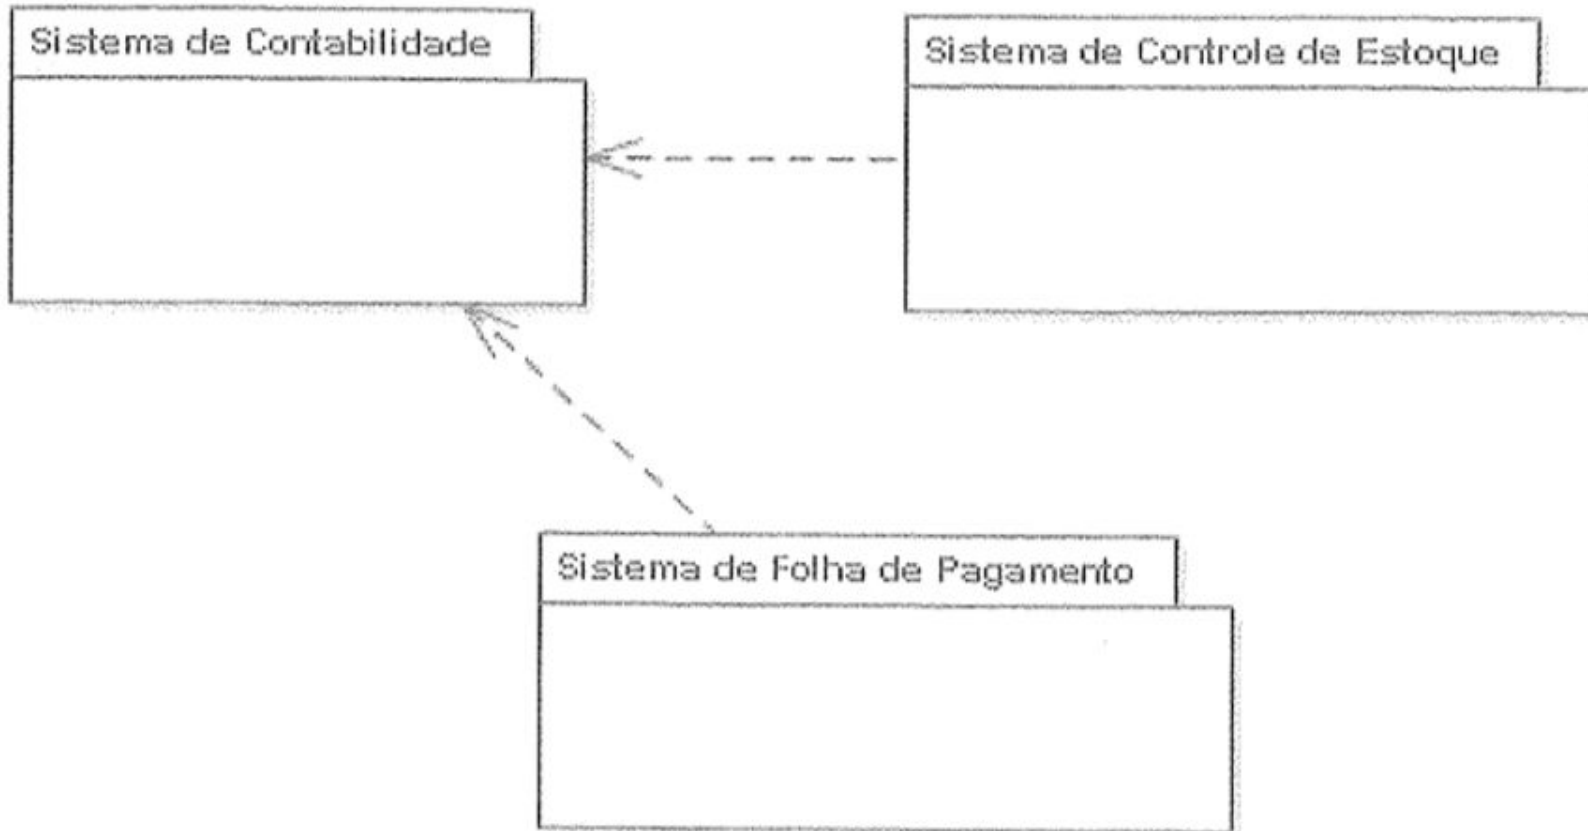 Sistema de Contabilidade
Sistema de Controle de Estoque
Sistema de Folha de Pagamento